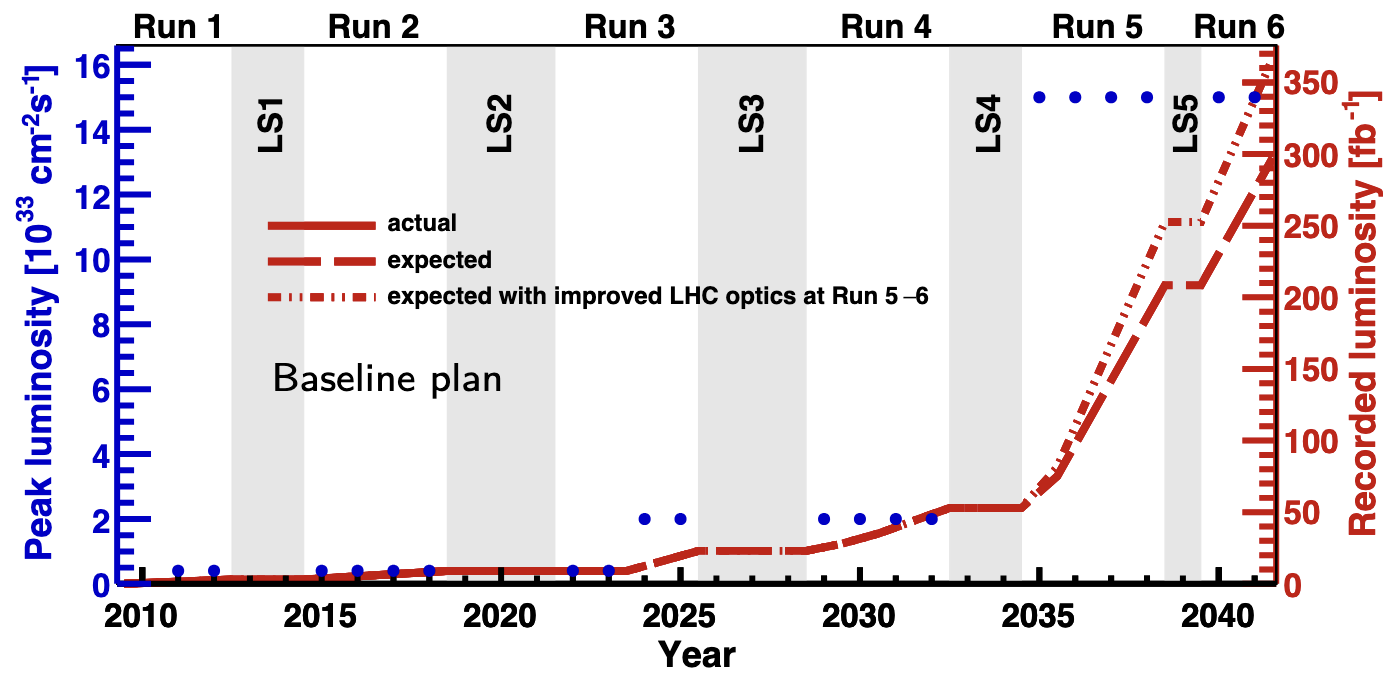 Run 1 Run 2 Run 3 Run 4 Run 5 Run 6
Peak luminosity [10³³ cm⁻²s⁻¹]
16
14
12
10
8
6
4
2
0
LS1
LS2
LS3
LS4
LS5
actual
expected
expected with improved LHC optics at Run 5–6
Baseline plan
350
300
250
200
150
100
50
0
Recorded luminosity [fb⁻¹]
2010 2015 2020 2025 2030 2035 2040
Year